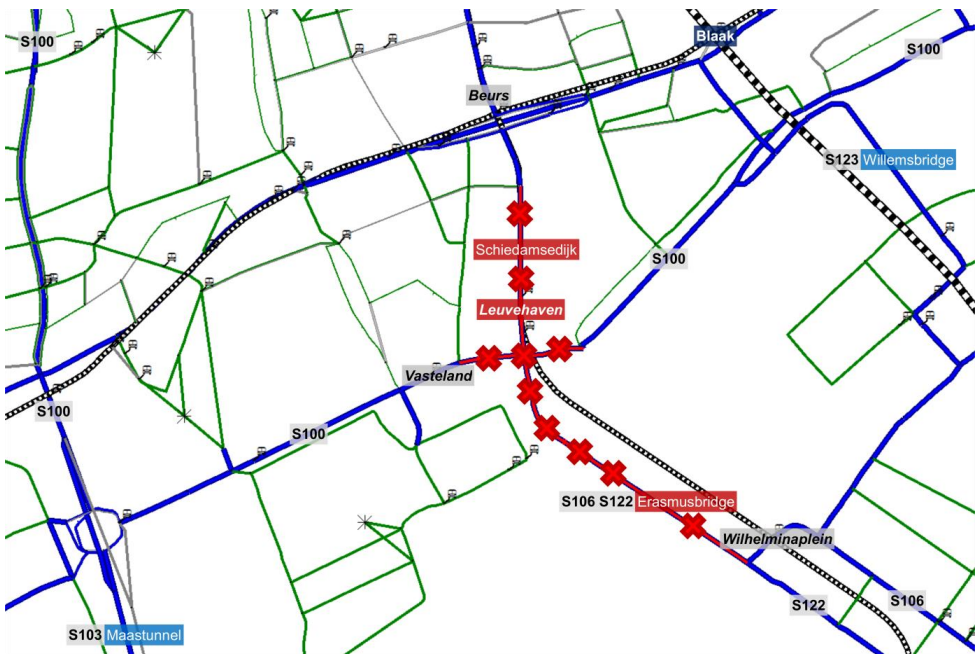 S100
Blaak
S100
Beurs
S123 Willemsbridge
Schiedamsedijk
S100
Leuvehaven
Vasteland
S100
S100
S106 S122 Erasmusbridge
Wilhelminaplein
S106
S122
S103 Maastunnel